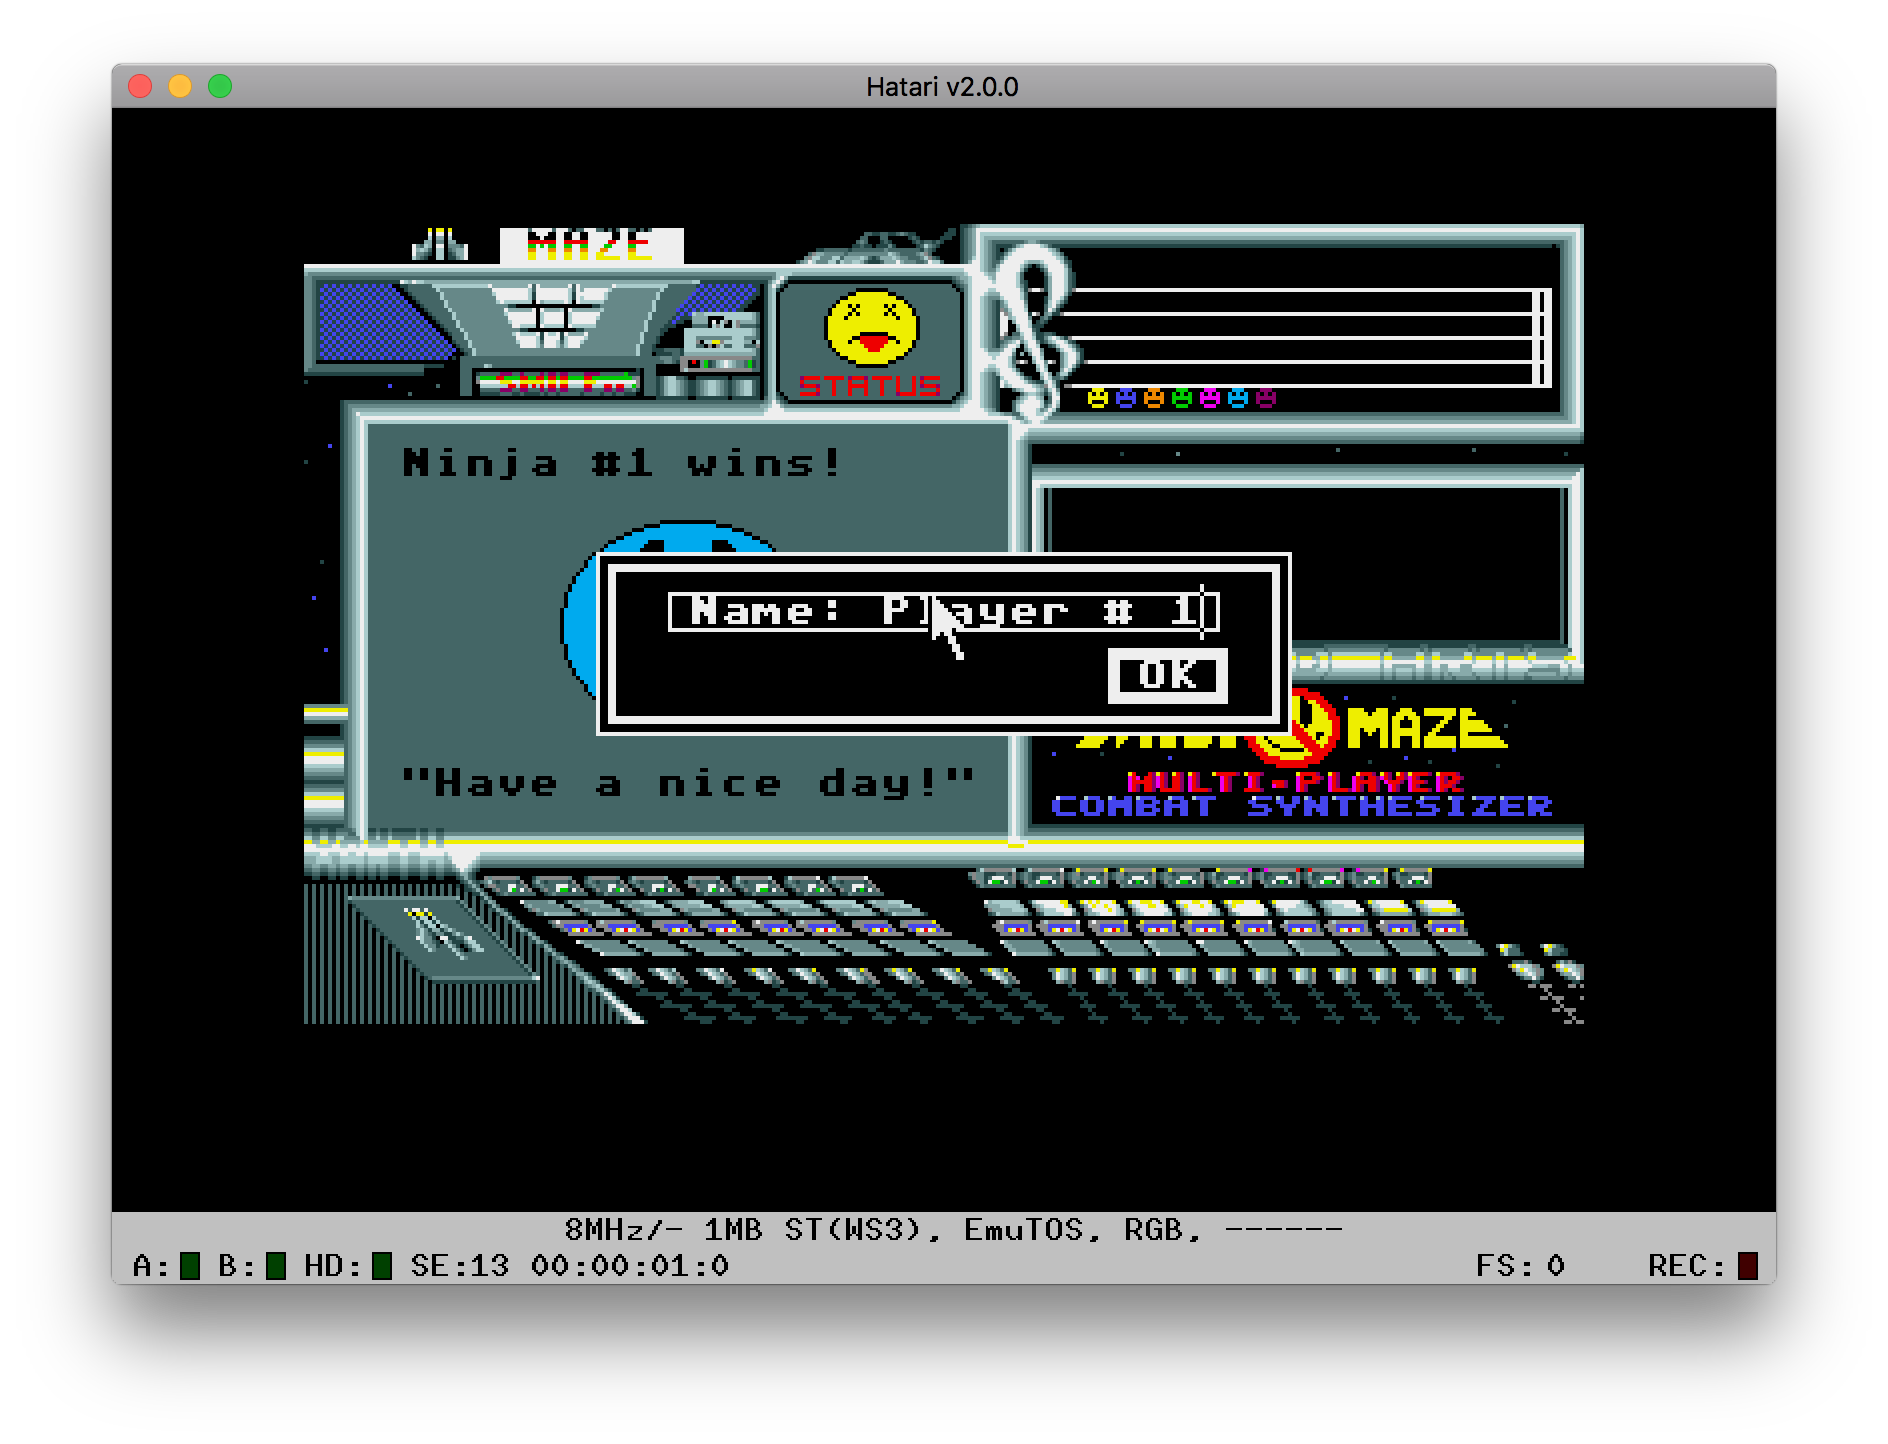 Hatari v2.0.0
MAZE
STATUS
Ninja #1 wins!
Name: Player # 1
OK
MAZE
"Have a nice day!"
MULTI-PLAYER
COMBAT SYNTHESIZER
8MHz/- 1MB ST(WS3), EmuTOS, RGB, ------
A: B: HD: SE:13 00:00:01:0 FS: 0 REC: